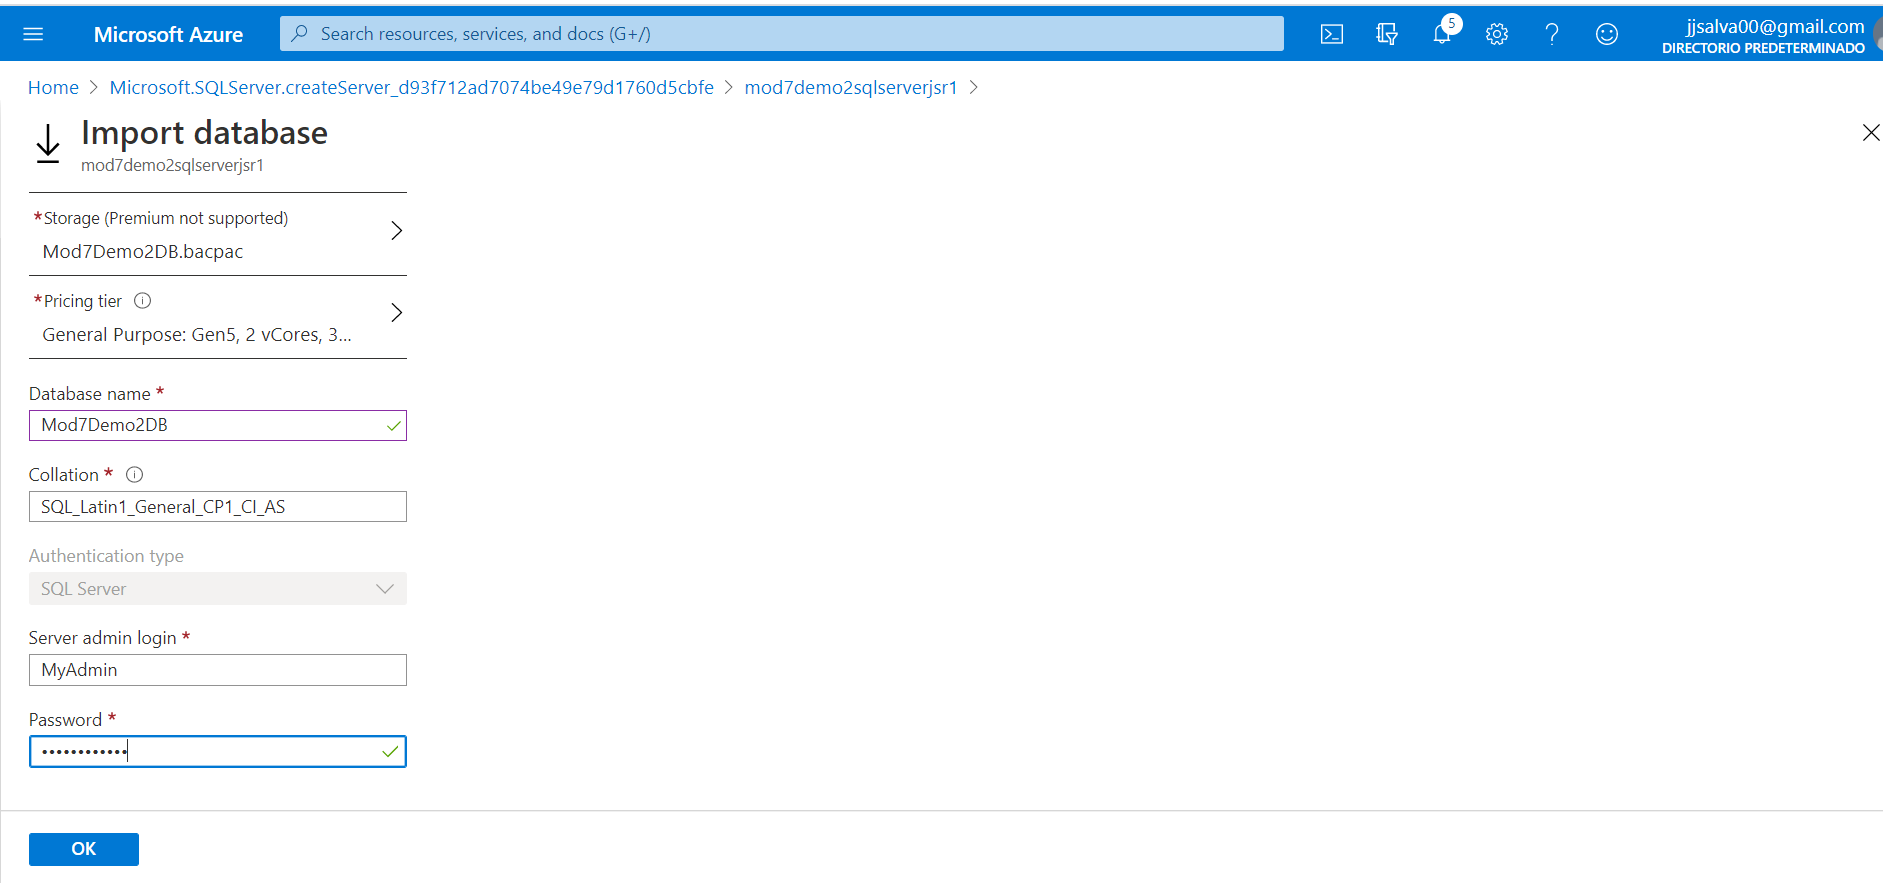 Microsoft Azure
Search resources, services, and docs (G+/)
5
jjsalva00@gmail.com
DIRECTORIO PREDETERMINADO
Home > Microsoft.SQLServer.createServer_d93f712ad7074be49e79d1760d5cbfe > mod7demo2sqlserverjsr1 >
Import database
mod7demo2sqlserverjsr1
*Storage (Premium not supported)
Mod7Demo2DB.bacpac
*Pricing tier
General Purpose: Gen5, 2 vCores, 3...
Database name *
Mod7Demo2DB
Collation *
SQL_Latin1_General_CP1_CI_AS
Authentication type
SQL Server
Server admin login *
MyAdmin
Password *
••••••••••••
OK